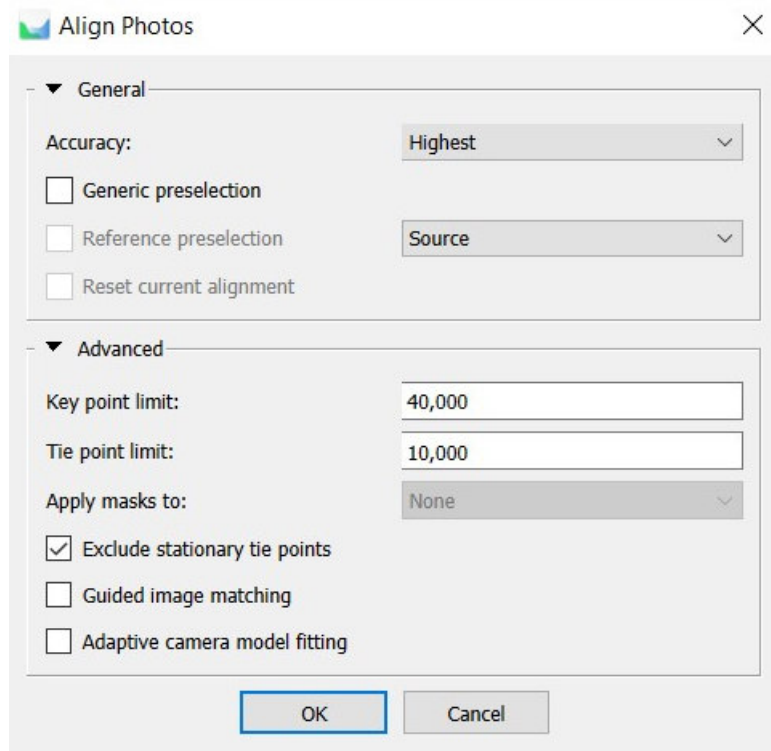 Align Photos
General
Accuracy: Highest
Generic preselection
Reference preselection Source
Reset current alignment
Advanced
Key point limit: 40,000
Tie point limit: 10,000
Apply masks to: None
Exclude stationary tie points
Guided image matching
Adaptive camera model fitting
OK Cancel